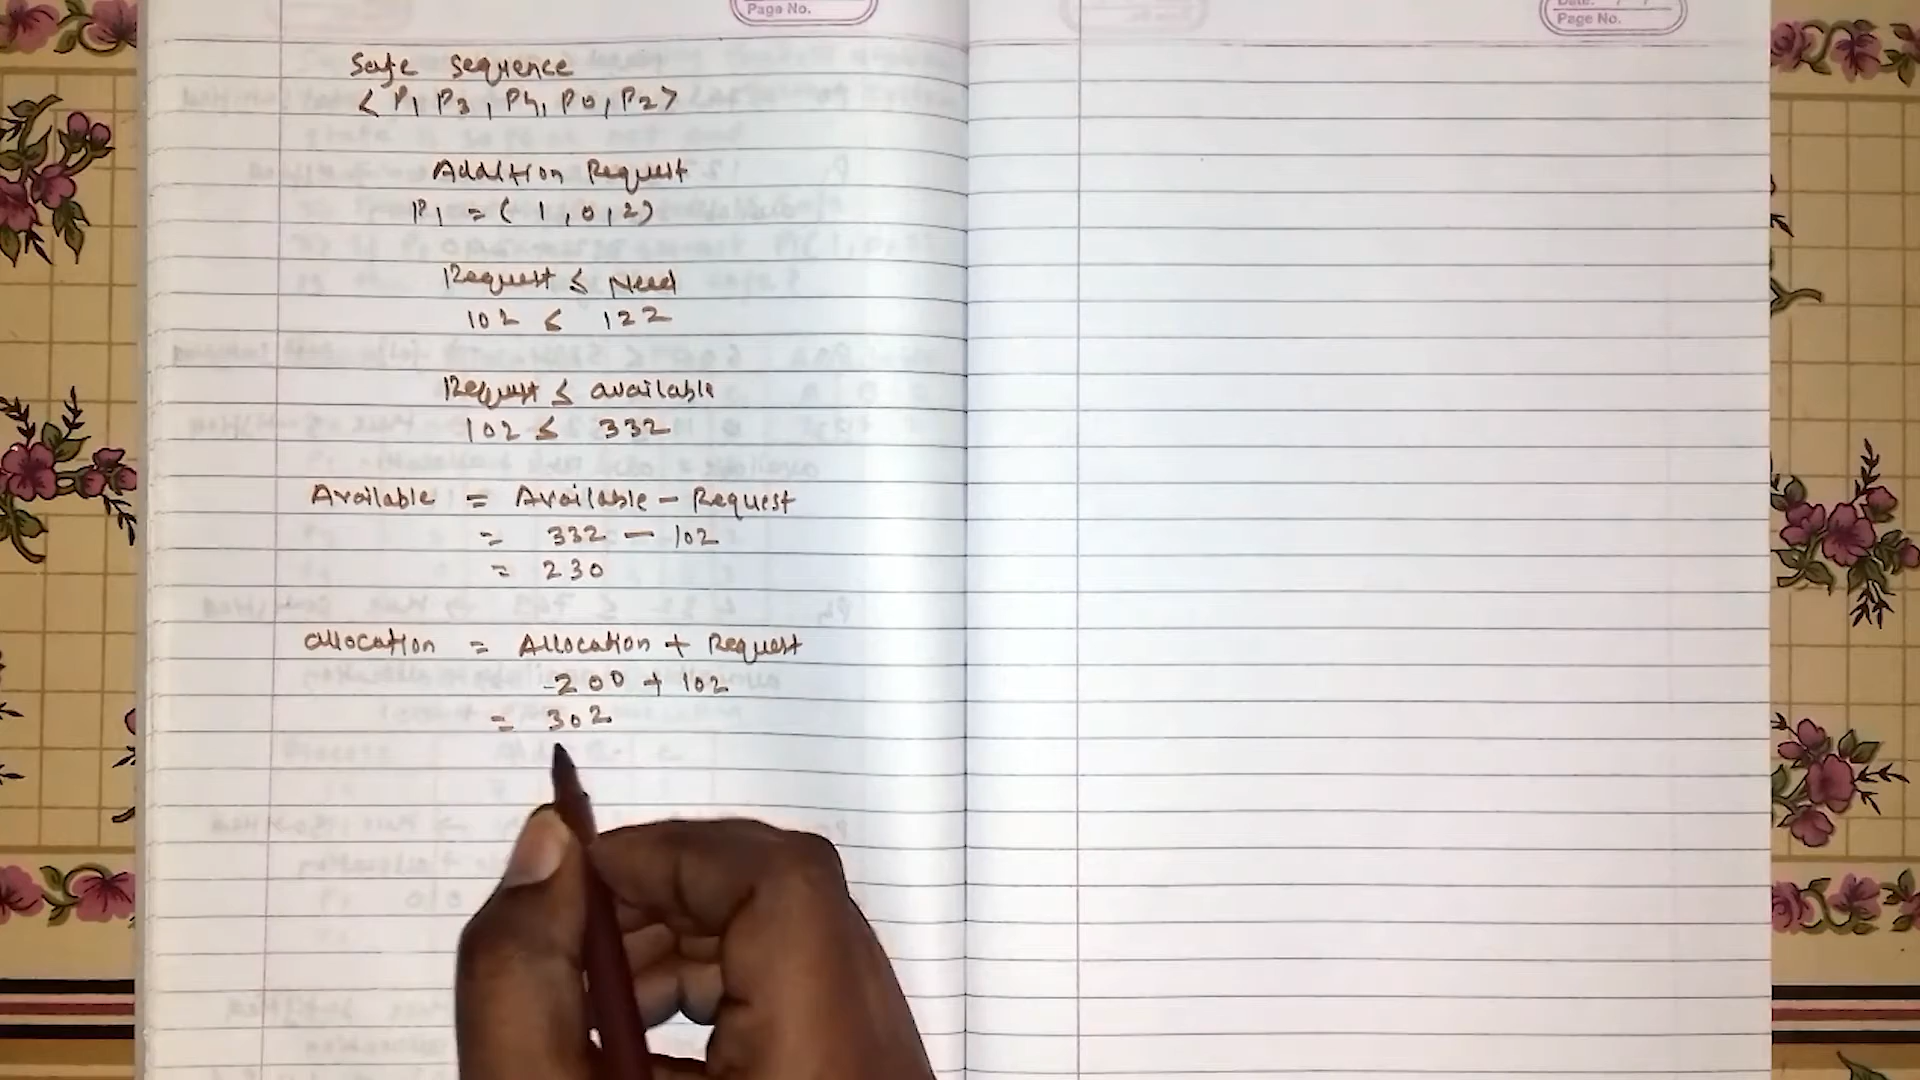 Page No.
Date:
Page No.
Safe sequence
< P1 P3, P4, P0, P2 >
Addition Request
P1 = ( 1, 0, 2)
Request ≤ Need
102 ≤ 122
Request ≤ available
102 ≤ 332
Available = Available - Request
= 332 - 102
= 230
allocation = Allocation + Request
200 + 102
= 302